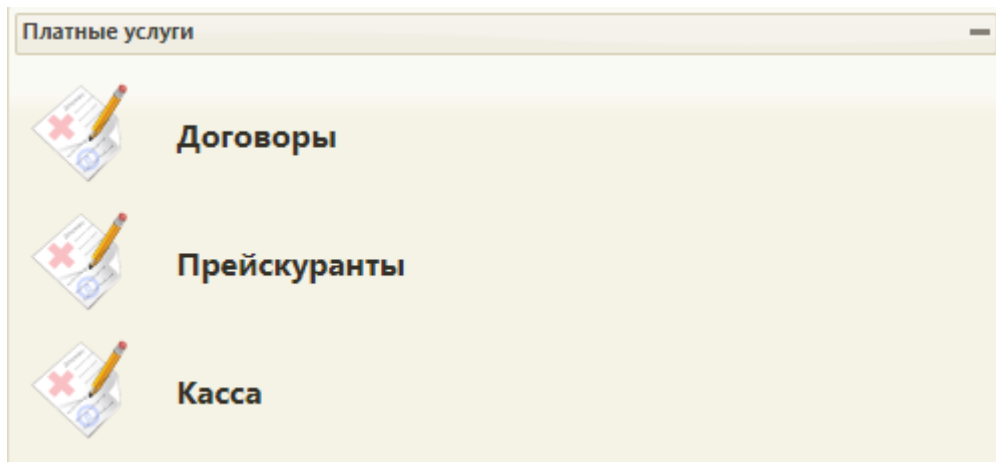 Платные услуги
Договоры
Прейскуранты
Касса